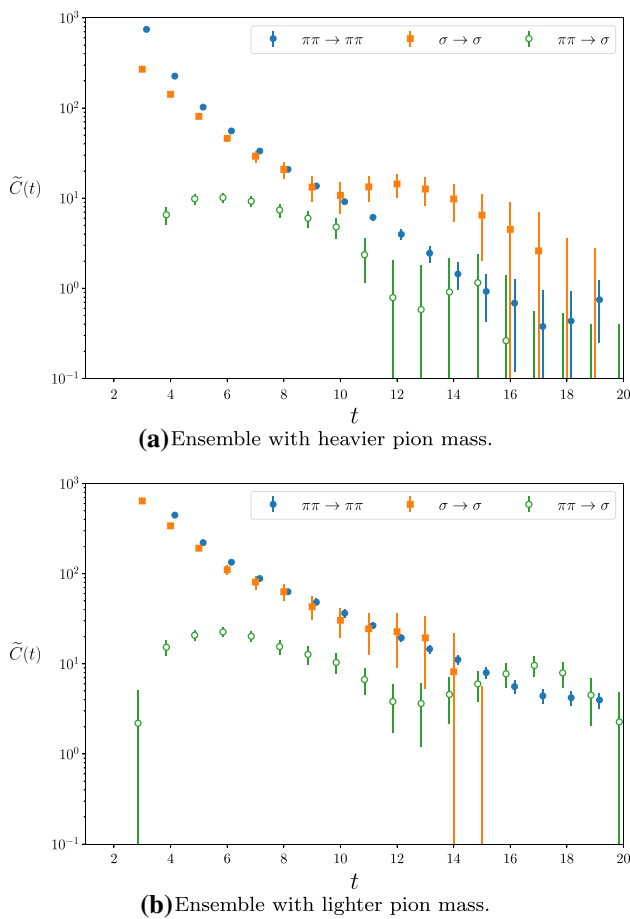 10³
ππ → ππ σ → σ ππ → σ
10²
C̃(t)
10¹
10⁰
10⁻¹
2 4 6 8 10 12 14 16 18 20
t
(a)Ensemble with heavier pion mass.
10³
ππ → ππ σ → σ ππ → σ
10²
C̃(t)
10¹
10⁰
10⁻¹
2 4 6 8 10 12 14 16 18 20
t
(b)Ensemble with lighter pion mass.